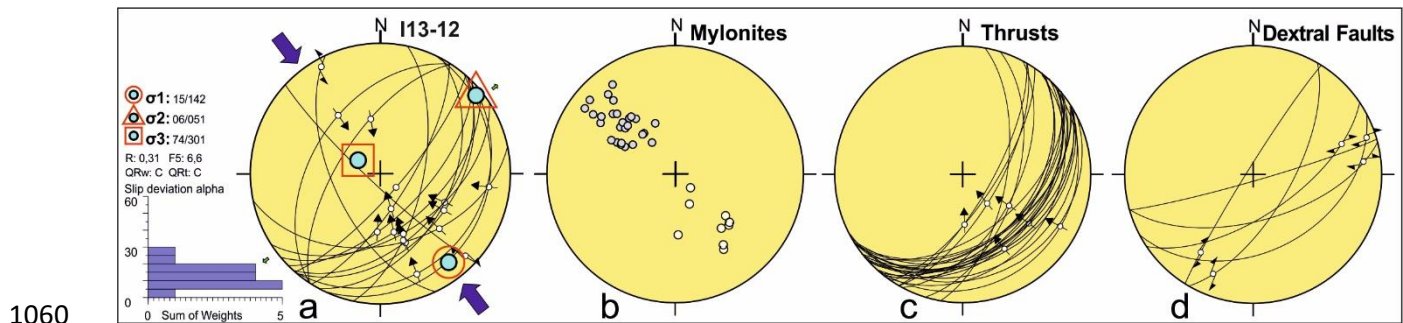 N I13-12
N Mylonites
N Thrusts
N Dextral Faults
σ1: 15/142
σ2: 06/051
σ3: 74/301
R: 0,31 F5: 6,6
QRw: C QRt: C
Slip deviation alpha
60
30
0
0 Sum of Weights 5
a
b
c
d
1060